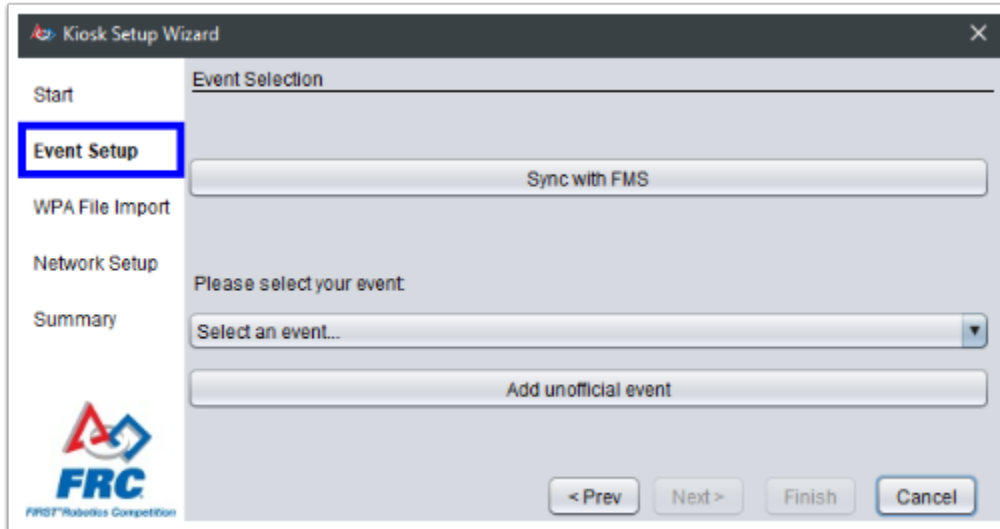 Kiosk Setup Wizard
Start
Event Setup
WPA File Import
Network Setup
Summary
FRC
FIRST® Robotics Competition
Event Selection
Sync with FMS
Please select your event:
Select an event...
Add unofficial event
< Prev
Next >
Finish
Cancel